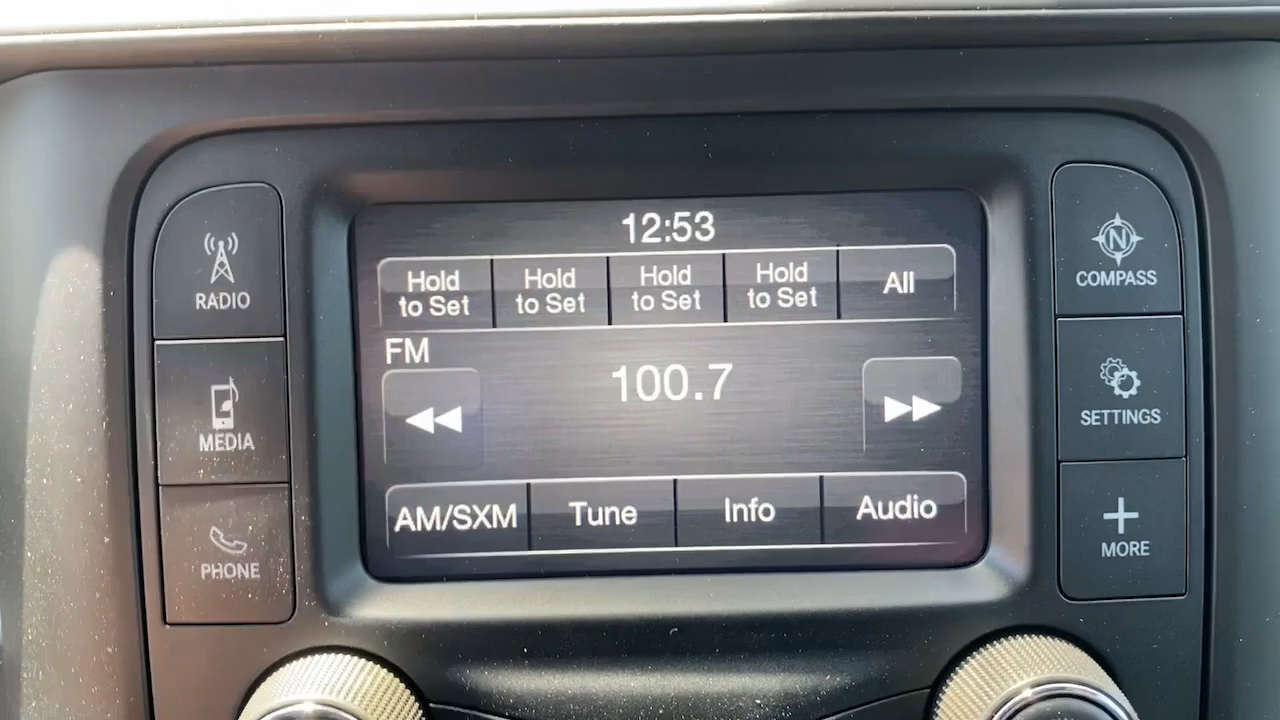 12:53
Hold to Set
Hold to Set
Hold to Set
Hold to Set
All
FM
100.7
AM/SXM
Tune
Info
Audio
RADIO
MEDIA
PHONE
N
COMPASS
SETTINGS
MORE